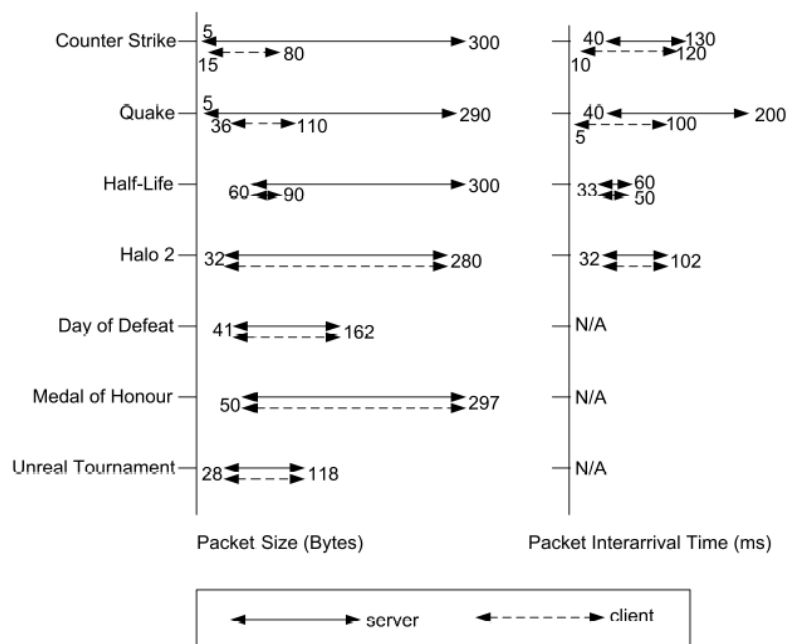 5
Counter Strike 300 40 130
15 80 10 120
5
Quake 290 40 200
36 110 5 100
Half-Life 300 60
60 90 33 50
Halo 2 32 280 32 102
Day of Defeat 41 162 N/A
Medal of Honour 50 297 N/A
Unreal Tournament 28 118 N/A
Packet Size (Bytes) Packet Interarrival Time (ms)
server client